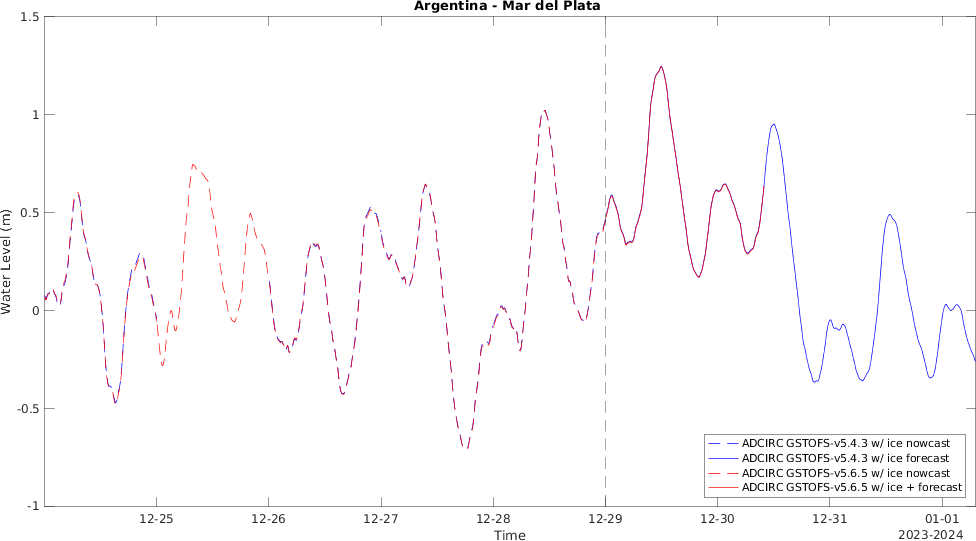 Argentina - Mar del Plata
1.5
1
0.5
0
-0.5
-1
Water Level (m)
12-25
12-26
12-27
12-28
12-29
12-30
12-31
01-01
Time
2023-2024
ADCIRC GSTOFS-v5.4.3 w/ ice nowcast
ADCIRC GSTOFS-v5.4.3 w/ ice forecast
ADCIRC GSTOFS-v5.6.5 w/ ice nowcast
ADCIRC GSTOFS-v5.6.5 w/ ice + forecast